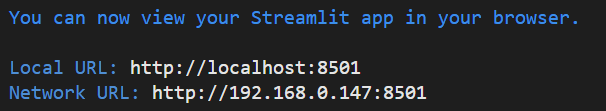 You can now view your Streamlit app in your browser.
Local URL: http://localhost:8501
Network URL: http://192.168.0.147:8501